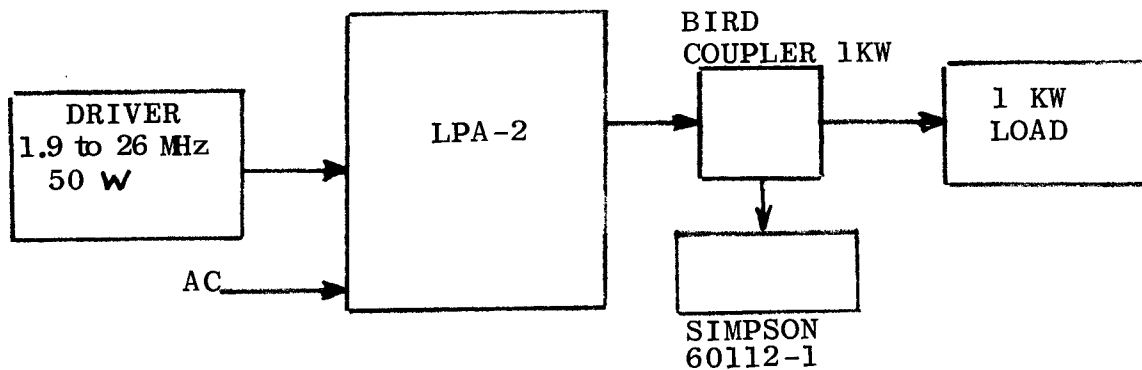 BIRD
COUPLER 1KW
DRIVER
1.9 to 26 MHz
50 W
LPA-2
1 KW
LOAD
AC
SIMPSON
60112-1